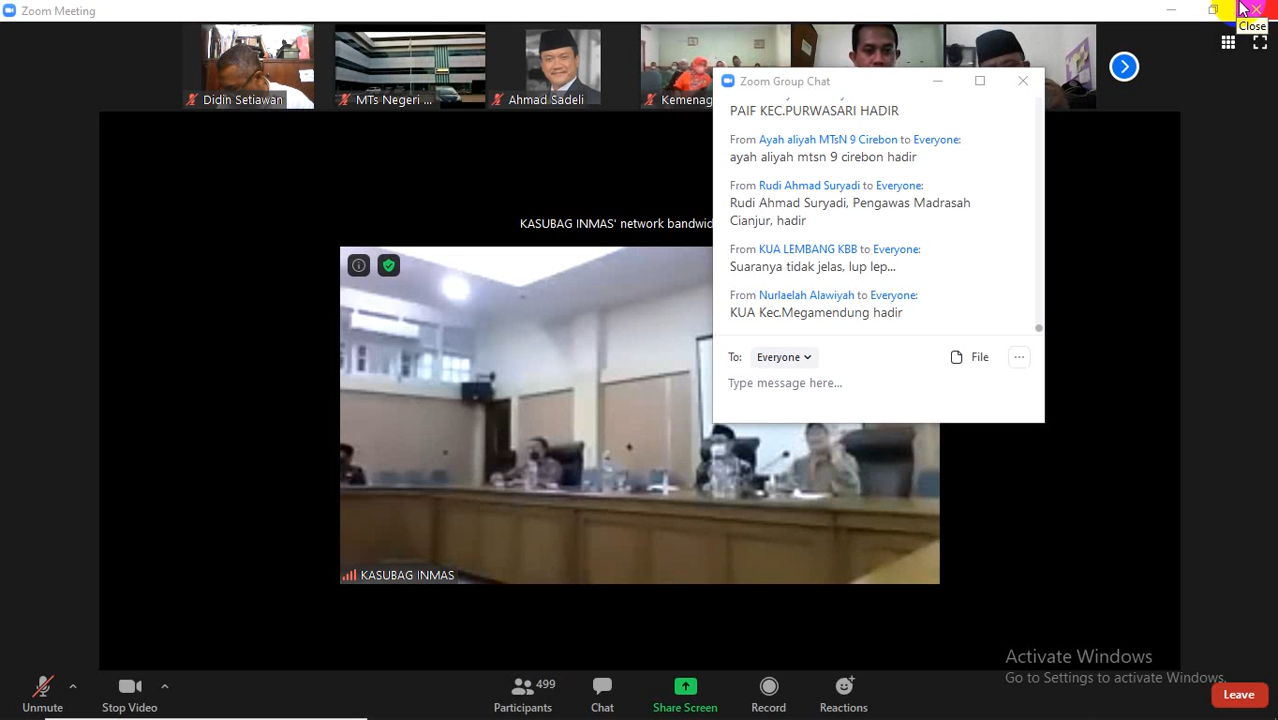 Zoom Meeting
Close
Didin Setiawan
MTs Negeri ...
Ahmad Sadeli
Kemenag
Zoom Group Chat
PAIF KEC.PURWASARI HADIR
From Ayah aliyah MTsN 9 Cirebon to Everyone:
ayah aliyah mtsn 9 cirebon hadir
From Rudi Ahmad Suryadi to Everyone:
Rudi Ahmad Suryadi, Pengawas Madrasah
Cianjur, hadir
From KUA LEMBANG KBB to Everyone:
Suaranya tidak jelas, lup lep...
From Nurlaelah Alawiyah to Everyone:
KUA Kec.Megamendung hadir
To: Everyone
File
Type message here...
KASUBAG INMAS' network
KASUBAG INMAS
Activate Windows
Go to Settings to activate Windows.
Unmute
Stop Video
499
Participants
Chat
Share Screen
Record
Reactions
Leave